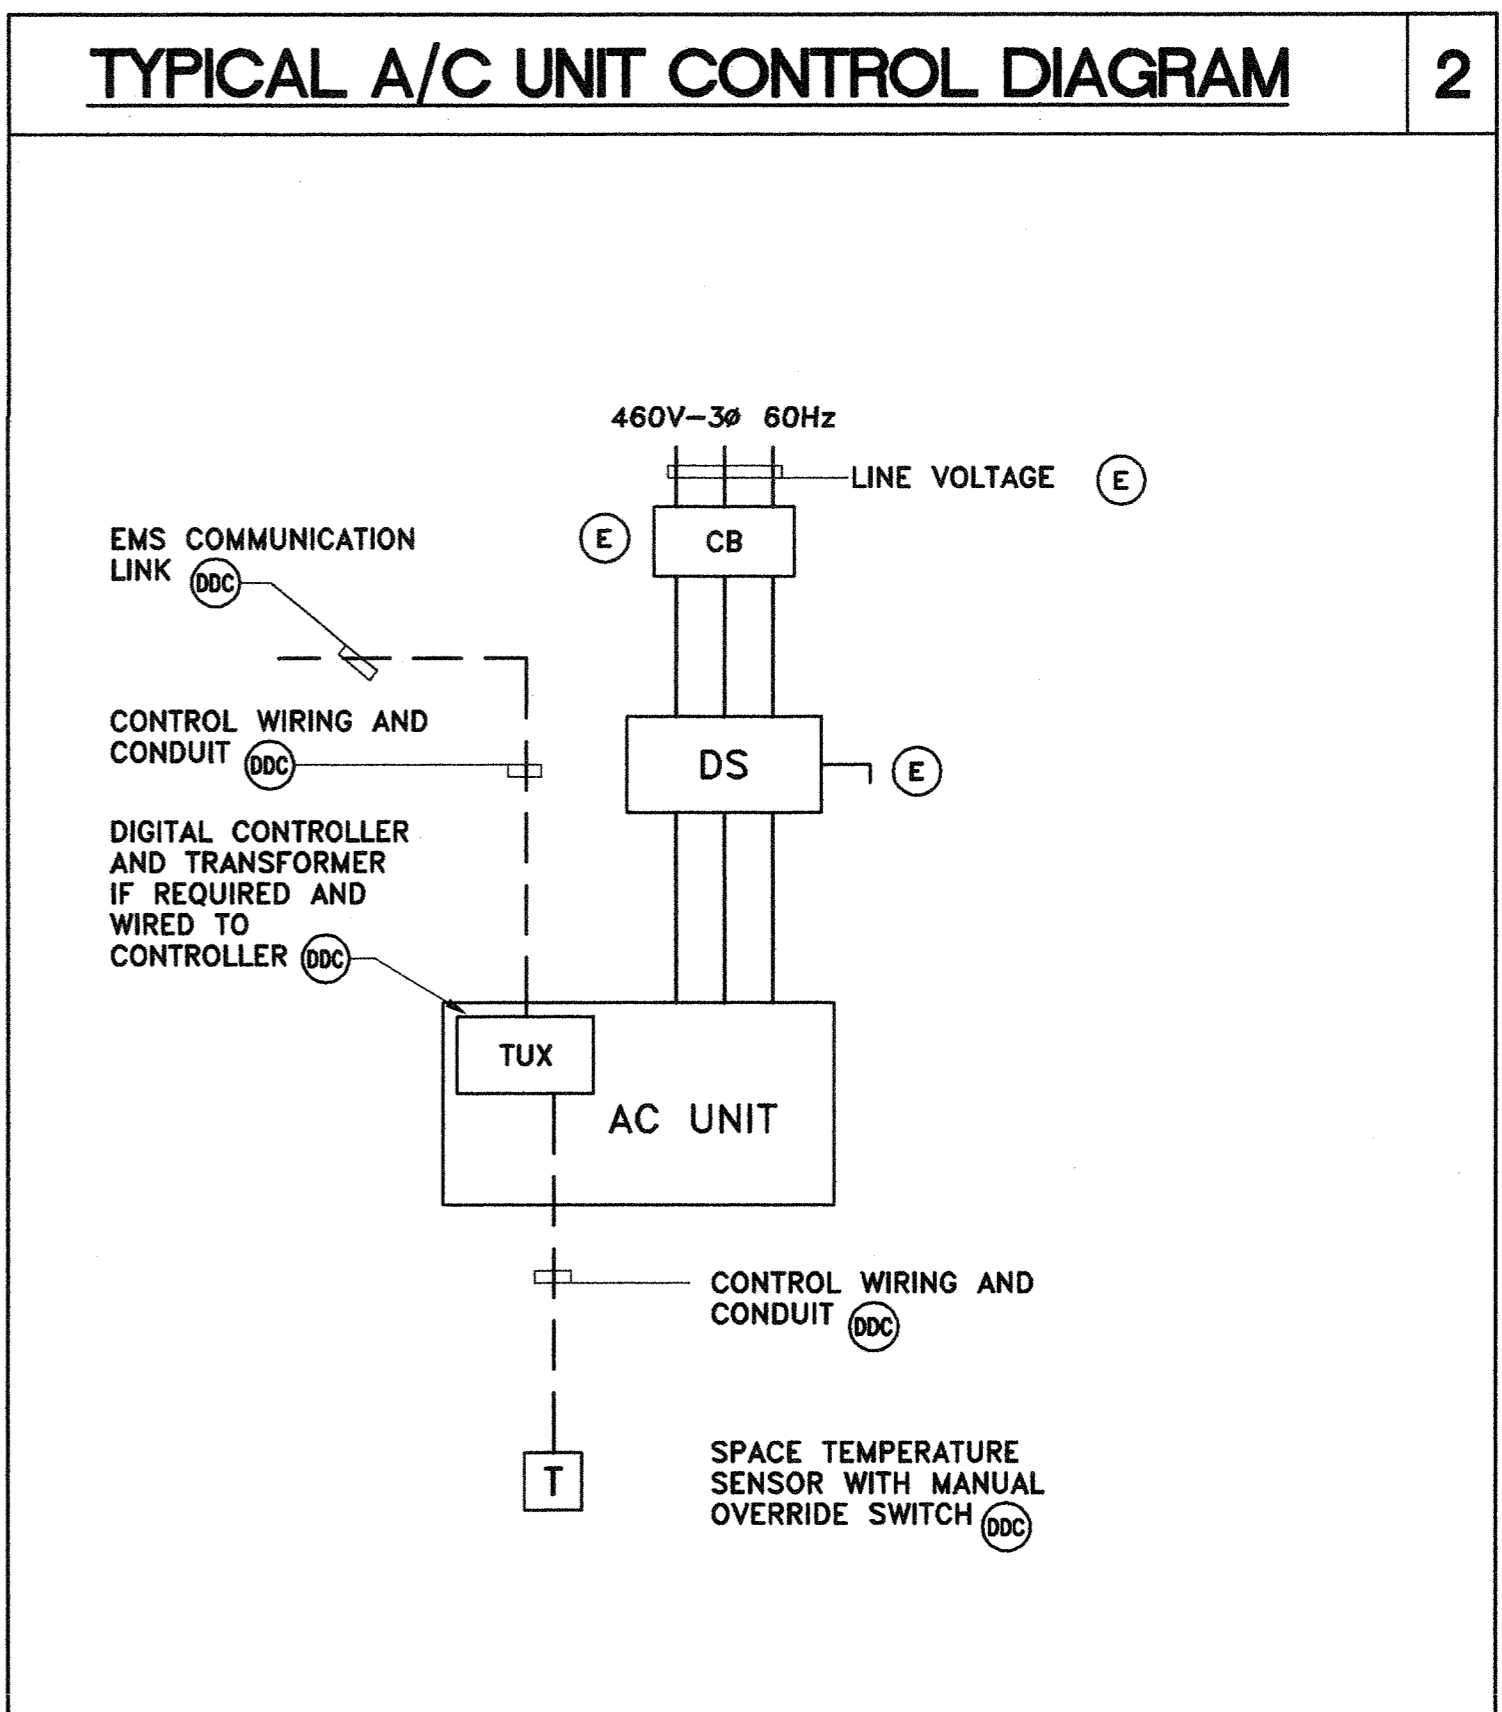 TYPICAL A/C UNIT CONTROL DIAGRAM
2
460V-3ø 60Hz
LINE VOLTAGE E
E
CB
EMS COMMUNICATION
LINK DDC
CONTROL WIRING AND
CONDUIT DDC
DS
E
DIGITAL CONTROLLER
AND TRANSFORMER
IF REQUIRED AND
WIRED TO
CONTROLLER DDC
TUX
AC UNIT
CONTROL WIRING AND
CONDUIT DDC
T
SPACE TEMPERATURE
SENSOR WITH MANUAL
OVERRIDE SWITCH DDC